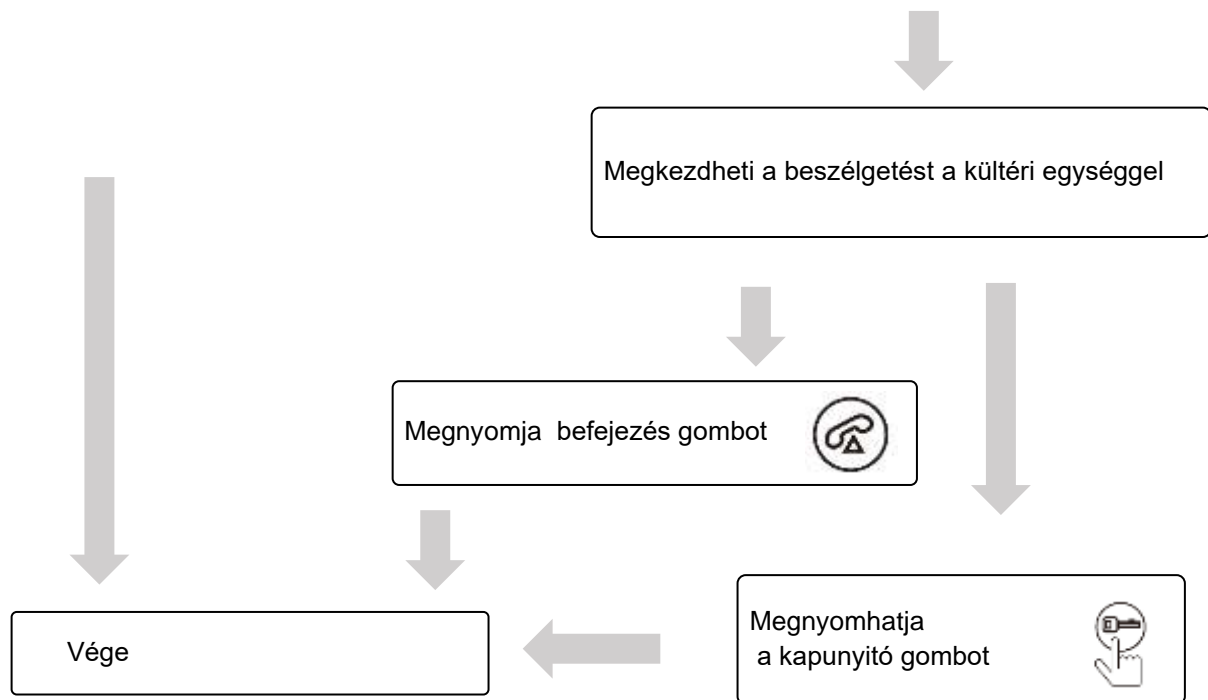 Megkezdheti a beszélgetést a kültéri egységgel
Megnyomja befejezés gombot
Megnyomhatja
a kapunyitó gombot
Vége